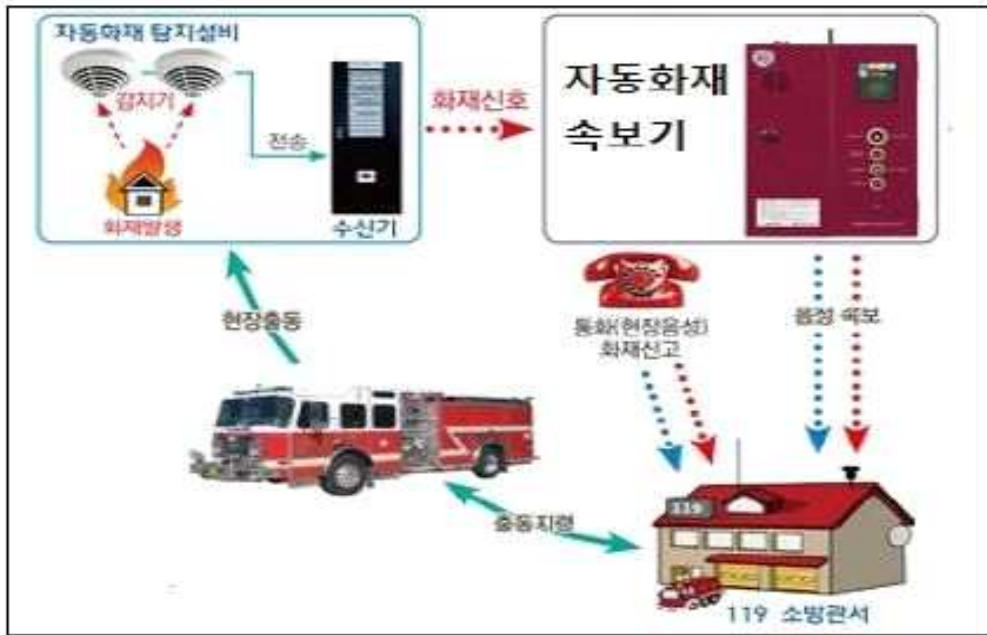 자동화재 탐지설비
감지기
전송
화재발생
수신기
화재신호
자동화재
속보기
통화(현장음성)
화재신고
음성 속보
현장출동
출동지령
119
119 소방관서